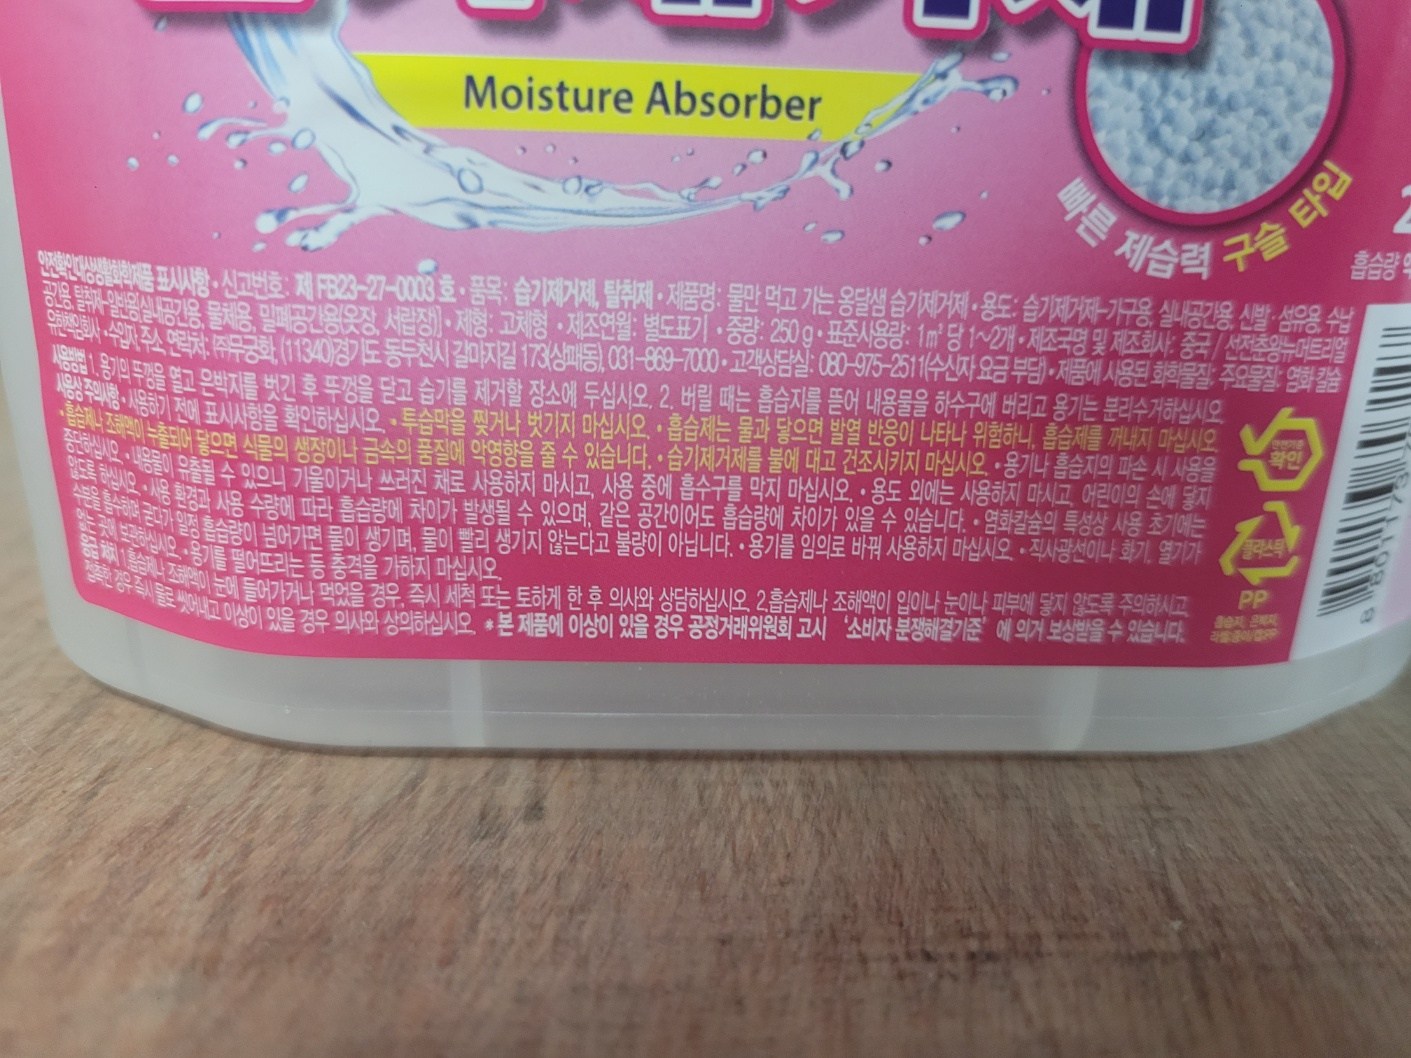 Moisture Absorber
빠른 제습력 구슬 타입
흡습량
안전확인대상생활화학제품 표시사항 • 신고번호: 제 FB23-27-0003 호 • 품목: 습기제거제, 탈취제 • 제품명: 물만 먹고 가는 옹달샘 습기제거제 • 용도: 습기제거제-가구용, 실내공간용, 신발·섬유용, 수납
공간용, 탈취제-일반용(실내공간용, 물체용, 밀폐공간용(옷장, 서랍장)) • 제형: 고체형 • 제조연월: 별도표기 • 중량: 250g • 표준사용량: 1㎥ 당 1~2개 • 제조국명 및 제조회사: 중국 / 선전춘왕뉴머트리얼
유한책임회사 • 수입자, 주소, 연락처: (주)무궁화, (11340)경기도 동두천시 길마지길 173(상패동), 031-869-7000 • 고객상담실: 080-975-2511(수신자 요금 부담) • 제품에 사용된 화학물질: 주요물질: 염화 칼슘
사용방법 1. 용기의 뚜껑을 열고 은박지를 벗긴 후 뚜껑을 닫고 습기를 제거할 장소에 두십시오. 2. 버릴 때는 흡습지를 뜯어 내용물을 하수구에 버리고 용기는 분리수거하십시오.
사용상 주의사항 • 사용하기 전에 표시사항을 확인하십시오. • 투습막을 찢거나 벗기지 마십시오. • 흡습제는 물과 닿으면 발열 반응이 나타나 위험하니, 흡습제를 꺼내지 마십시오.
• 흡습제나 조해액이 누출되어 닿으면 식물의 생장이나 금속의 품질에 악영향을 줄 수 있습니다. • 습기제거제를 불에 대고 건조시키지 마십시오. • 용기나 흡습지의 파손 시 사용을
중단하십시오. • 내용물이 유출될 수 있으니 기울이거나 쓰러진 채로 사용하지 마시고, 사용 중에 흡수구를 막지 마십시오. • 용도 외에는 사용하지 마시고, 어린이의 손에 닿지
않도록 하십시오. • 사용 환경과 사용 수량에 따라 흡습량에 차이가 발생될 수 있으며, 같은 공간이어도 흡습량에 차이가 있을 수 있습니다. • 염화칼슘의 특성상 사용 초기에는
수분을 흡수하며 굳다가 일정 흡습량이 넘어가면 물이 생기며, 물이 빨리 생기지 않는다고 불량이 아닙니다. • 용기를 임의로 바꿔 사용하지 마십시오. • 직사광선이나 화기, 열기가
없는 곳에 보관하십시오. • 용기를 떨어뜨리는 등 충격을 가하지 마십시오.
응급 처치 1.흡습제나 조해액이 눈에 들어가거나 먹었을 경우, 즉시 세척 또는 토하게 한 후 의사와 상담하십시오. 2.흡습제나 조해액이 입이나 눈이나 피부에 닿지 않도록 주의하시고,
접촉한 경우 즉시 물로 씻어내고 이상이 있을 경우 의사와 상의하십시오. *본 제품에 이상이 있을 경우 공정거래위원회 고시 '소비자 분쟁해결기준' 에 의거 보상받을 수 있습니다.
확인
플라스틱
PP